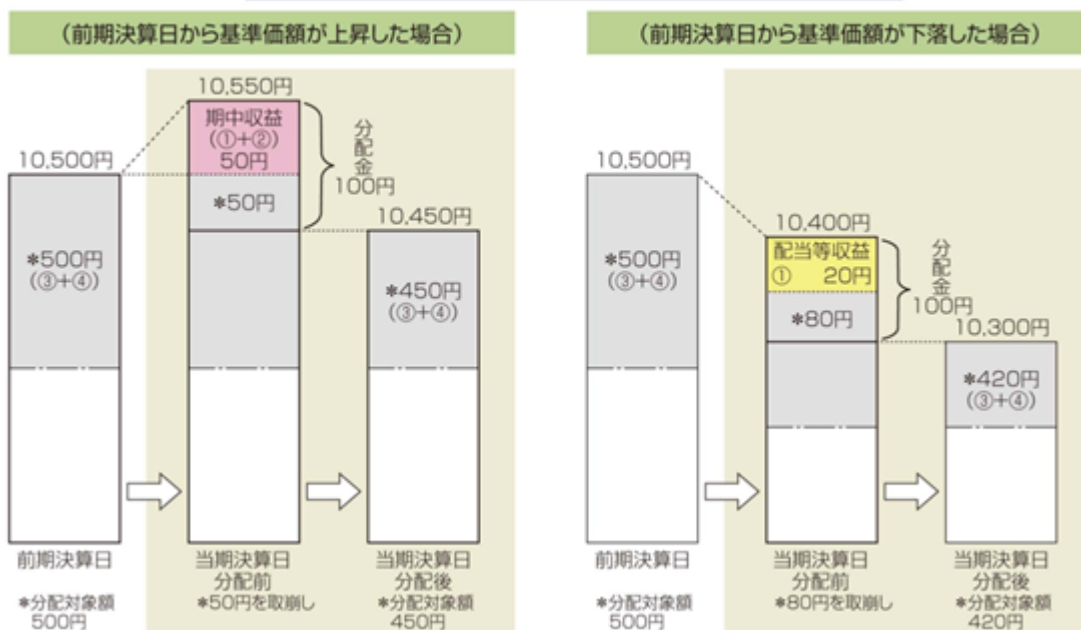 (前期決算日から基準価額が上昇した場合)
10,550円
期中収益
(①+②)
50円
分配金
100円
10,500円
*50円
10,450円
*500円
(③+④)
*450円
(③+④)
前期決算日
当期決算日
分配前
当期決算日
分配後
*分配対象額
500円
*50円を取崩し
*分配対象額
450円
(前期決算日から基準価額が下落した場合)
10,500円
10,400円
配当等収益
① 20円
分配金
100円
*500円
(③+④)
*80円
10,300円
*420円
(③+④)
前期決算日
当期決算日
分配前
当期決算日
分配後
*分配対象額
500円
*80円を取崩し
*分配対象額
420円